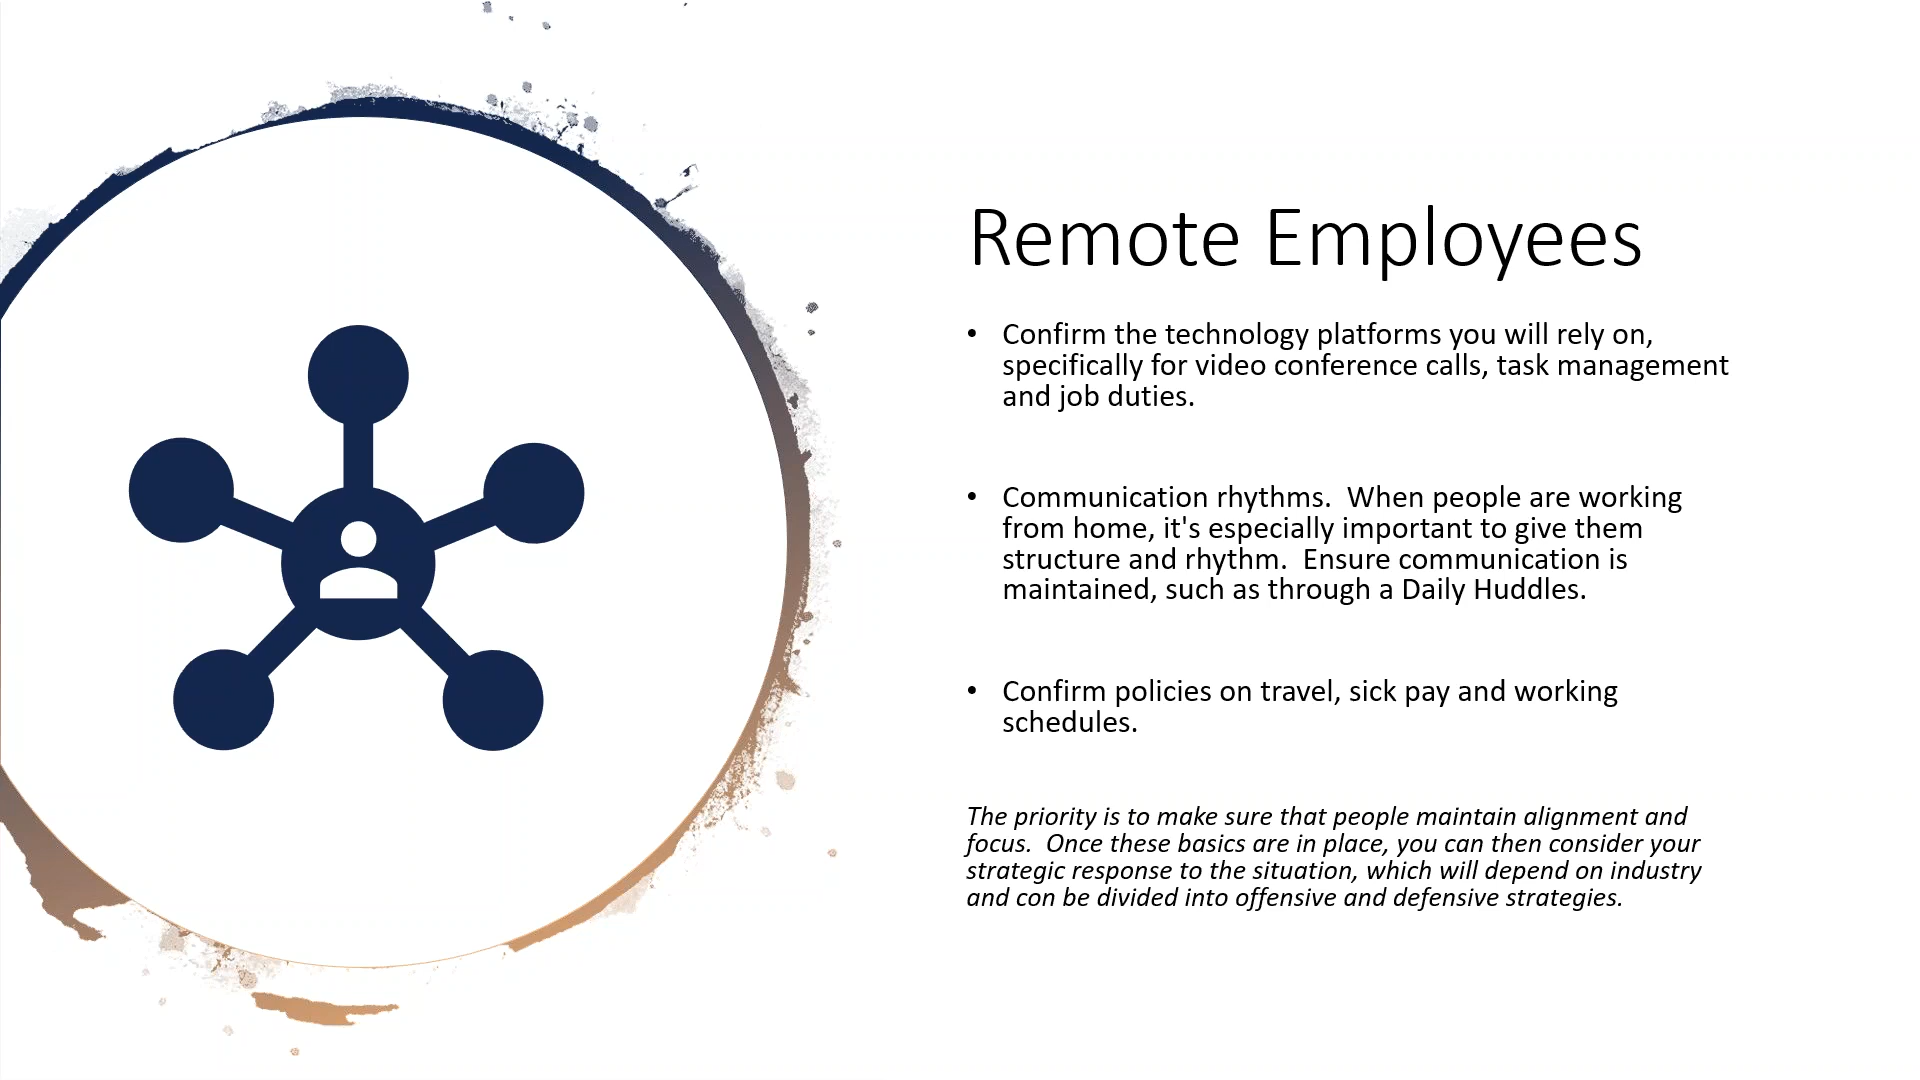 Remote Employees
• Confirm the technology platforms you will rely on,
specifically for video conference calls, task management
and job duties.
• Communication rhythms.  When people are working
from home, it's especially important to give them
structure and rhythm.  Ensure communication is
maintained, such as through a Daily Huddles.
• Confirm policies on travel, sick pay and working
schedules.
The priority is to make sure that people maintain alignment and
focus.  Once these basics are in place, you can then consider your
strategic response to the situation, which will depend on industry
and con be divided into offensive and defensive strategies.